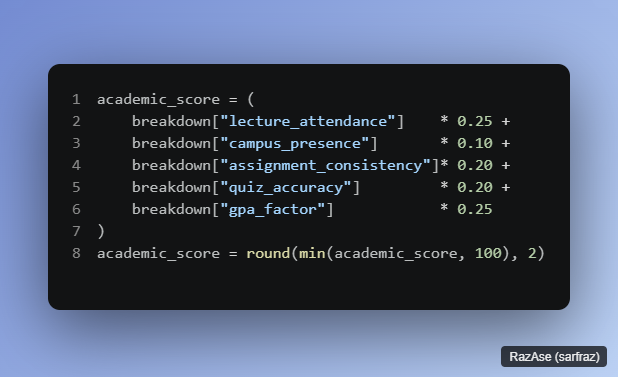 1 academic_score = (
2     breakdown["lecture_attendance"]    * 0.25 +
3     breakdown["campus_presence"]       * 0.10 +
4     breakdown["assignment_consistency"]* 0.20 +
5     breakdown["quiz_accuracy"]         * 0.20 +
6     breakdown["gpa_factor"]            * 0.25
7 )
8 academic_score = round(min(academic_score, 100), 2)
RazAse (sarfraz)